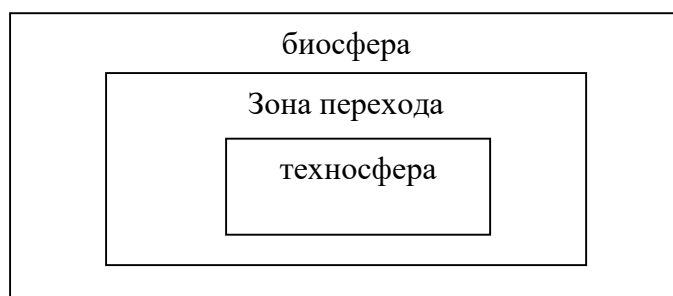 биосфера
Зона перехода
техносфера